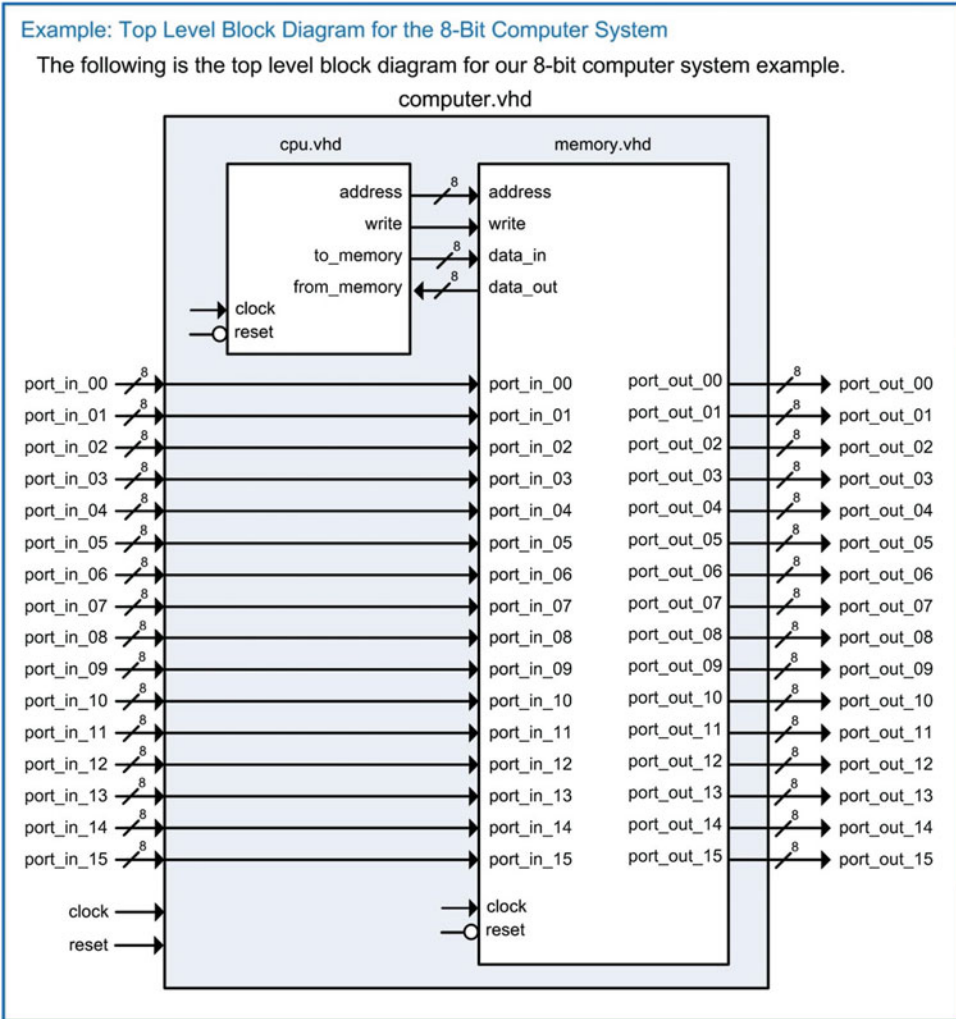 Example: Top Level Block Diagram for the 8-Bit Computer System
The following is the top level block diagram for our 8-bit computer system example.
computer.vhd
cpu.vhd
memory.vhd
address 8 address
write write
to_memory 8 data_in
from_memory 8 data_out
clock
reset
port_in_00 8 port_in_00 port_out_00 8 port_out_00
port_in_01 8 port_in_01 port_out_01 8 port_out_01
port_in_02 8 port_in_02 port_out_02 8 port_out_02
port_in_03 8 port_in_03 port_out_03 8 port_out_03
port_in_04 8 port_in_04 port_out_04 8 port_out_04
port_in_05 8 port_in_05 port_out_05 8 port_out_05
port_in_06 8 port_in_06 port_out_06 8 port_out_06
port_in_07 8 port_in_07 port_out_07 8 port_out_07
port_in_08 8 port_in_08 port_out_08 8 port_out_08
port_in_09 8 port_in_09 port_out_09 8 port_out_09
port_in_10 8 port_in_10 port_out_10 8 port_out_10
port_in_11 8 port_in_11 port_out_11 8 port_out_11
port_in_12 8 port_in_12 port_out_12 8 port_out_12
port_in_13 8 port_in_13 port_out_13 8 port_out_13
port_in_14 8 port_in_14 port_out_14 8 port_out_14
port_in_15 8 port_in_15 port_out_15 8 port_out_15
clock clock
reset reset